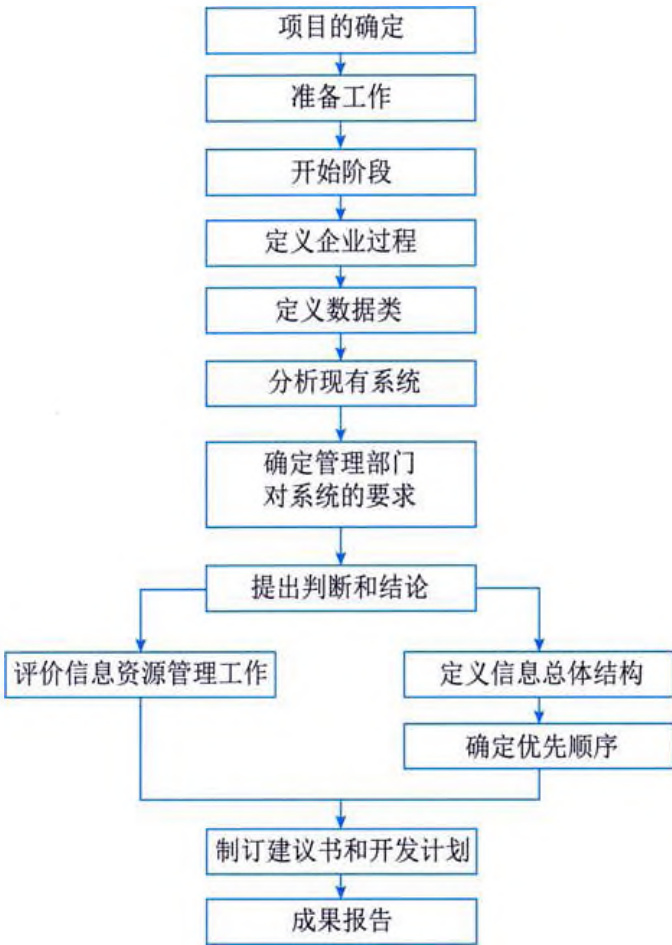 项目的确定
准备工作
开始阶段
定义企业过程
定义数据类
分析现有系统
确定管理部门
对系统的要求
提出判断和结论
评价信息资源管理工作
定义信息总体结构
确定优先顺序
制订建议书和开发计划
成果报告